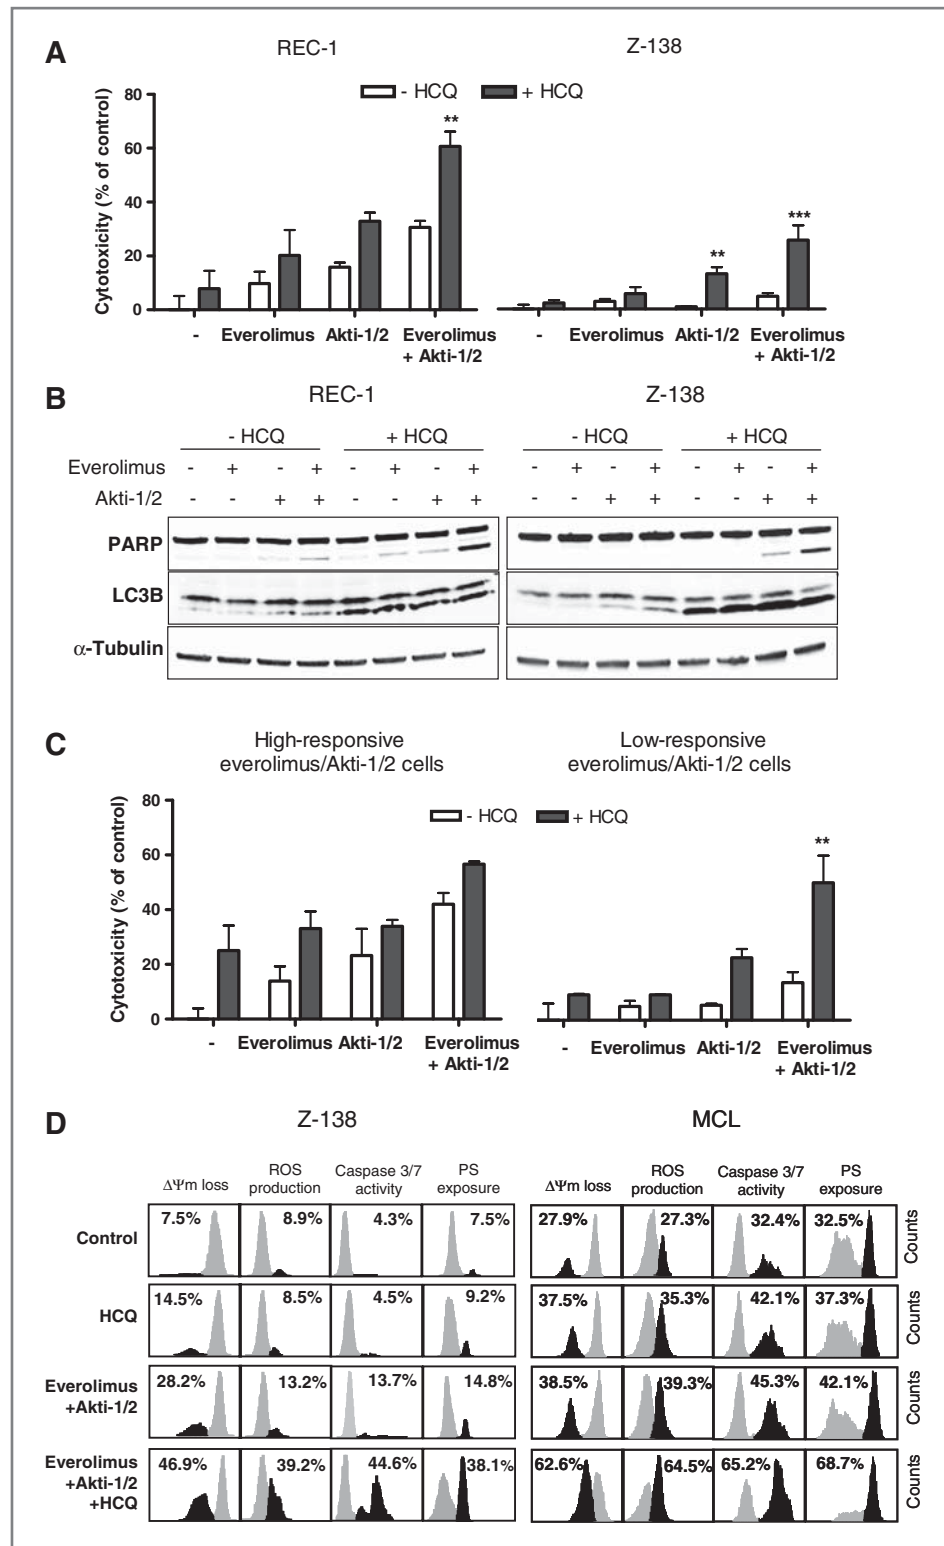 A
REC-1
Z-138
- HCQ
+ HCQ
Cytotoxicity (% of control)
80
60
40
20
0
**
**
***
-
Everolimus
Akti-1/2
Everolimus
+ Akti-1/2
-
Everolimus
Akti-1/2
Everolimus
+ Akti-1/2
B
REC-1
Z-138
- HCQ
+ HCQ
- HCQ
+ HCQ
Everolimus - + - + - + - + - + - + - + - +
Akti-1/2 - - + + - - + + - - + + - - + +
PARP
LC3B
α-Tubulin
C
High-responsive
everolimus/Akti-1/2 cells
Low-responsive
everolimus/Akti-1/2 cells
- HCQ
+ HCQ
Cytotoxicity (% of control)
80
60
40
20
0
**
-
Everolimus
Akti-1/2
Everolimus
+ Akti-1/2
-
Everolimus
Akti-1/2
Everolimus
+ Akti-1/2
D
Z-138
MCL
ΔΨm loss
ROS
production
Caspase 3/7
activity
PS
exposure
ΔΨm loss
ROS
production
Caspase 3/7
activity
PS
exposure
Control
7.5% 8.9% 4.3% 7.5% 27.9% 27.3% 32.4% 32.5%
Counts
HCQ
14.5% 8.5% 4.5% 9.2% 37.5% 35.3% 42.1% 37.3%
Counts
Everolimus
+Akti-1/2
28.2% 13.2% 13.7% 14.8% 38.5% 39.3% 45.3% 42.1%
Counts
Everolimus
+Akti-1/2
+HCQ
46.9% 39.2% 44.6% 38.1% 62.6% 64.5% 65.2% 68.7%
Counts